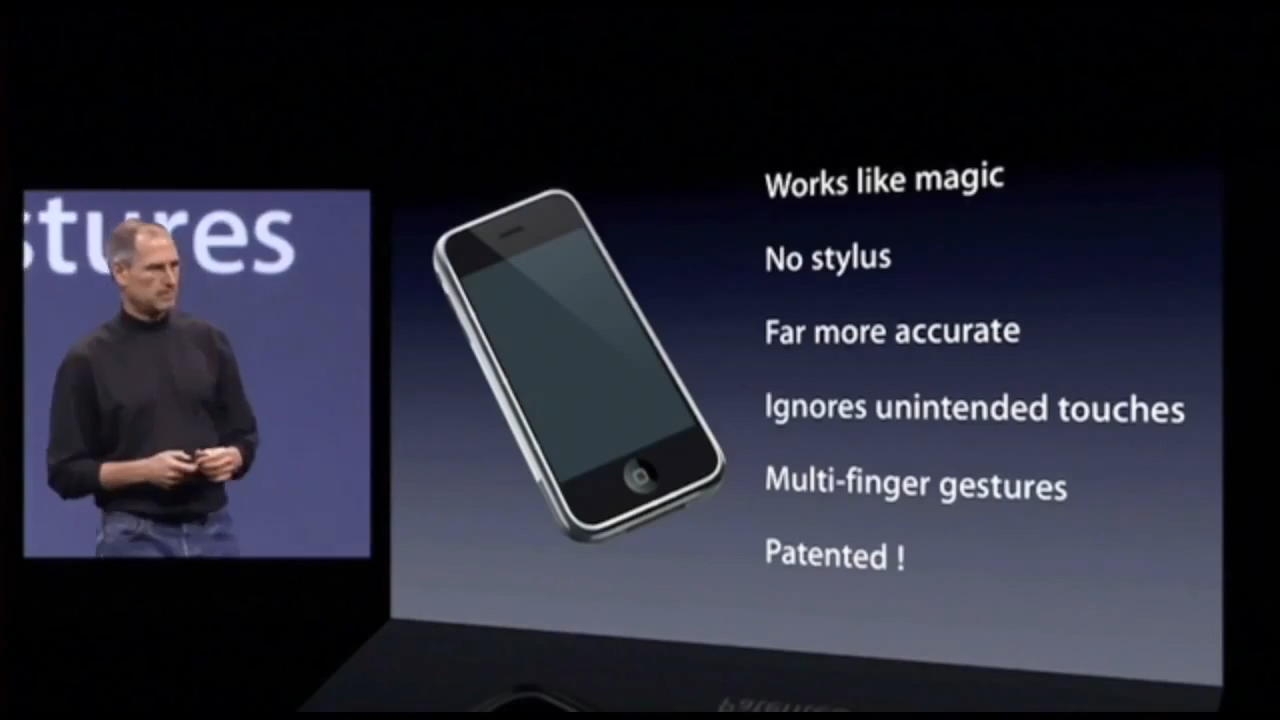 stures
Works like magic
No stylus
Far more accurate
Ignores unintended touches
Multi-finger gestures
Patented !